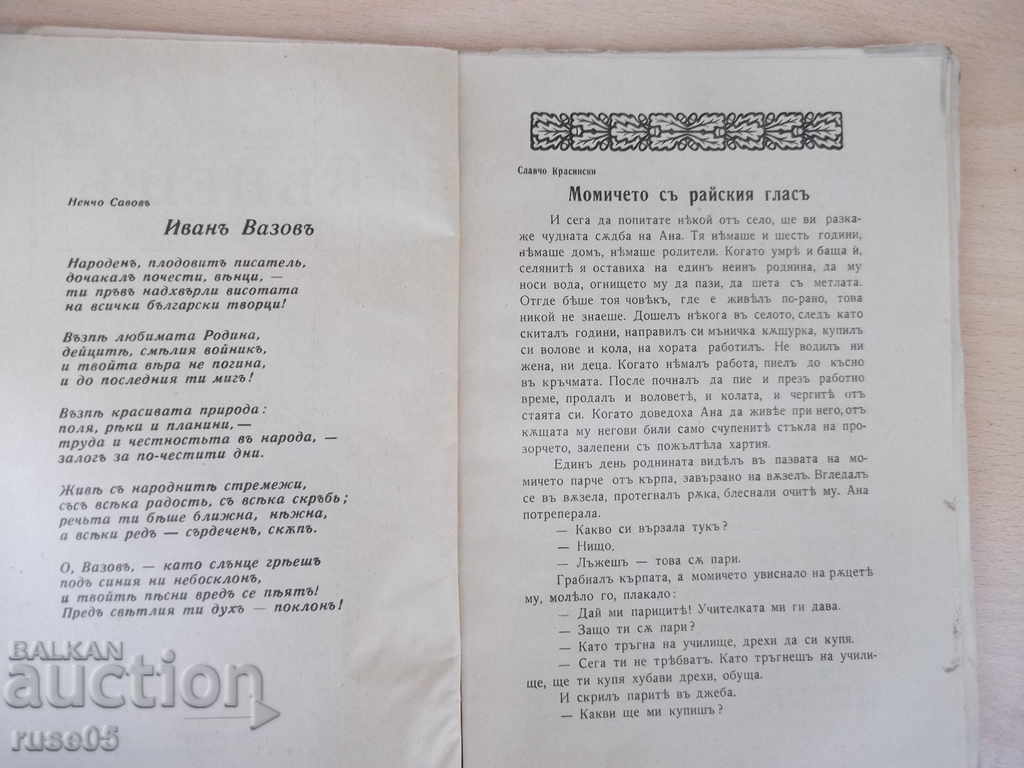 Ненчо Савовъ
Иванъ Вазовъ
Народенъ, плодовитъ писатель,
дочакалъ почести, вѣнци, —
ти пръвъ надхвърли висотата
на всички български творци!
Възпѣ любимата Родина,
дейцитѣ, смѣлия войникъ,
и твойта вѣра не погина,
и до последния ти мигъ!
Възпѣ красивата природа:
поля, рѣки и планини, —
труда и честностьта въ народа, —
залогъ за по-честити дни.
Живѣ съ народнитѣ стремежи,
със всѣка радость, съ всѣка скръбь;
речьта ти бѣше ближна, нѣжна,
а всѣки редъ — сърдеченъ, скѫпъ.
О, Вазовъ, — като слънце грѣешъ
подъ синия ни небосклонъ,
и твойтѣ пѣсни вредъ се пѣятъ!
Предъ свѣтлия ти духъ — поклонъ!
Славчо Красински
Момичето съ райския гласъ
И сега да попитате нѣкой отъ село, ще ви разка-
же чудната сѫдба на Ана. Тя нѣмаше и шесть години,
нѣмаше домъ, нѣмаше родители. Когато умрѣ и баща ѝ,
селянитѣ я оставиха на единъ неинъ роднина, да му
носи вода, огнището му да пази, да шета съ метлата.
Отгде бѣше тоя човѣкъ, где е живѣлъ по-рано, това
никой не знаеше. Дошелъ нѣкога въ селото, следъ като
скиталъ години, направилъ си мъничка кѫшурка, купилъ
си волове и кола, на хората работилъ. Не водилъ ни
жена, ни деца. Когато нѣмалъ работа, пиелъ до късно
въ кръчмата. После почналъ да пие и презъ работно
време, продалъ и воловетѣ, и колата, и чергитѣ отъ
стаята си. Когато доведоха Ана да живѣе при него, отъ
кѫщата му негови били само счупенитѣ стъкла на про-
зорчето, залепени съ пожълтѣла хартия.
Единъ день роднината видѣлъ въ пазвата на мо-
мичето парче отъ кърпа, завързано на вѫзелъ. Вгледалъ
се въ вѫзела, протегналъ рѫка, блеснали очитѣ му. Ана
потреперала.
— Какво си вързала тукъ?
— Нищо.
— Лъжешъ — това сѫ пари.
Грабналъ кърпата, а момичето увиснало на рѫцетѣ
му, молѣло го, плакало:
— Дай ми парицитѣ! Учителката ми ги дава.
— Защо ти сѫ пари?
— Като тръгна на училище, дрехи да си купя.
— Сега ти не трѣбватъ. Като тръгнешъ на учили-
ще, ще ти купя хубави дрехи, обуща.
И скрилъ паритѣ въ джеба.
— Какви ще ми купишъ?
BALKAN
auction
ruse05